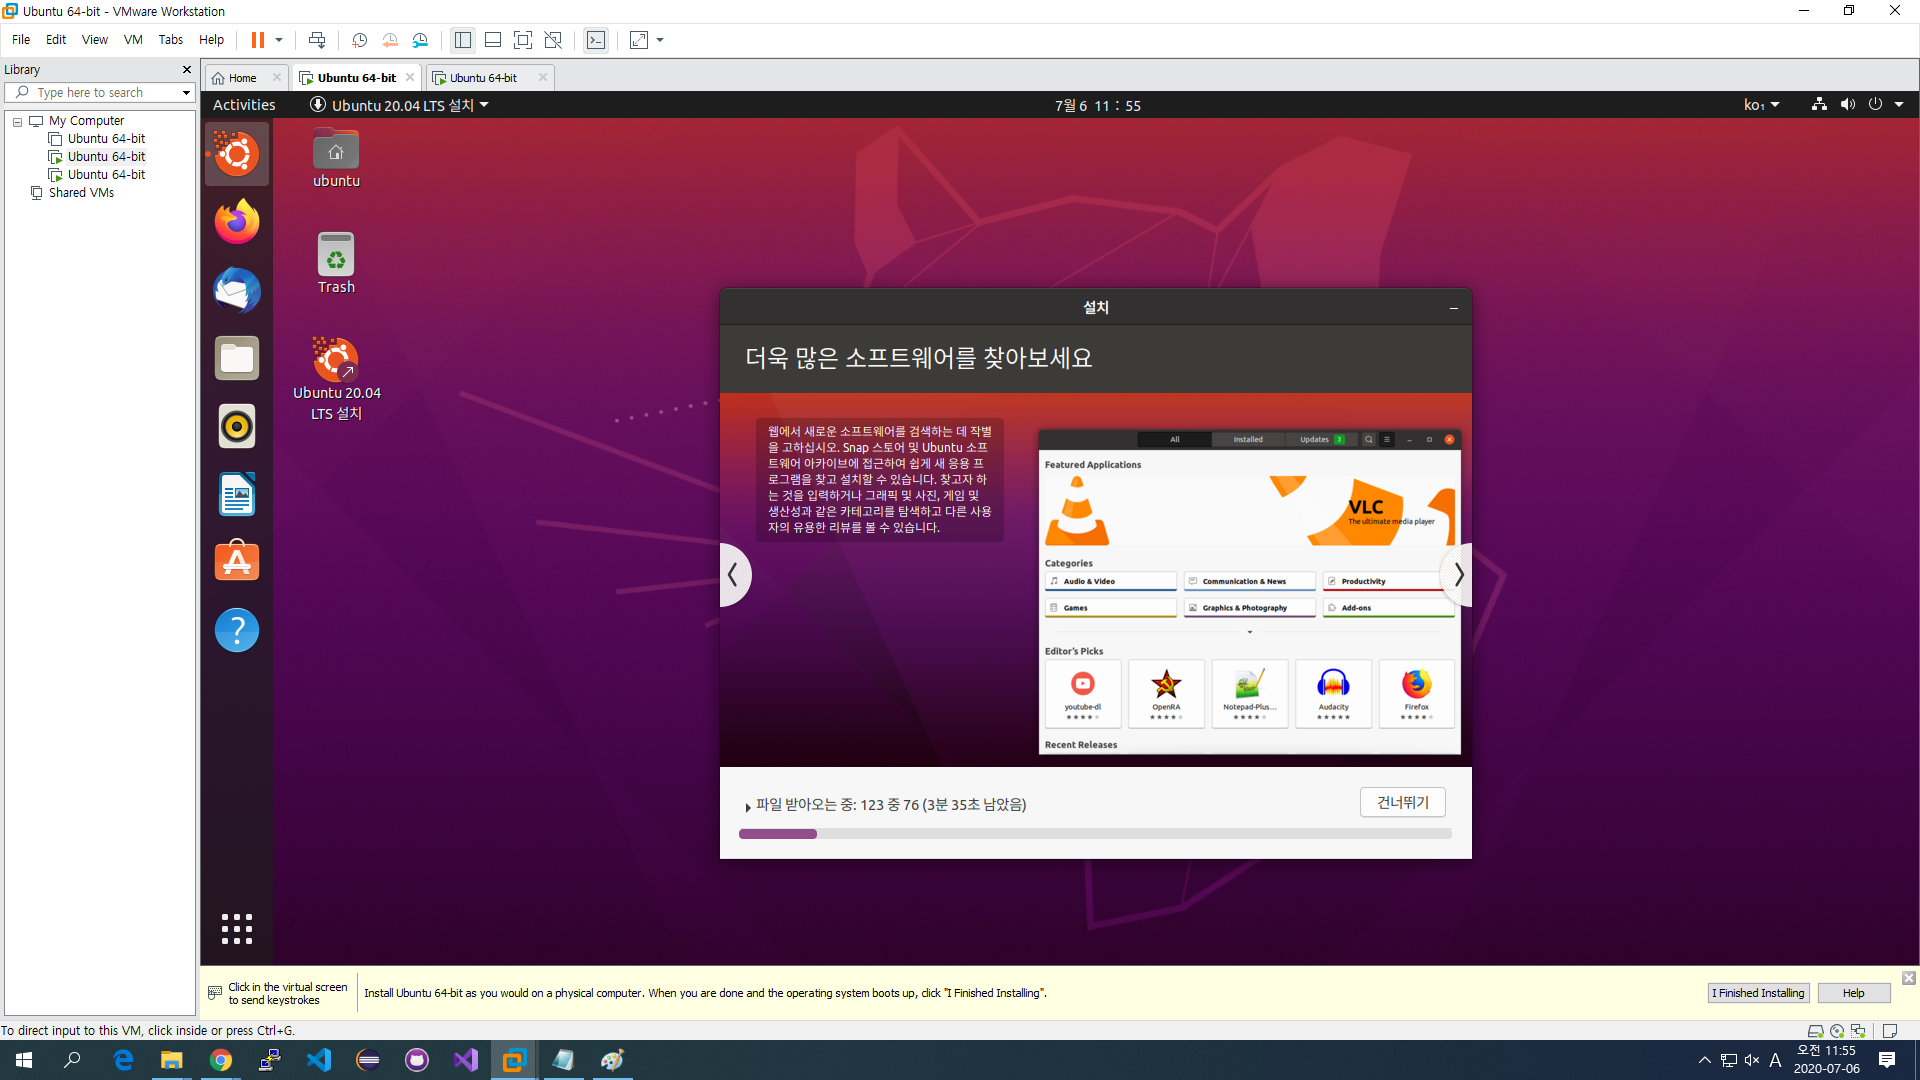 Ubuntu 64-bit - VMware Workstation
File Edit View VM Tabs Help
Library
Type here to search
My Computer
Ubuntu 64-bit
Ubuntu 64-bit
Ubuntu 64-bit
Shared VMs
Home
Ubuntu 64-bit
Ubuntu 64-bit
Activities
Ubuntu 20.04 LTS 설치
7월 6 11 : 55
ko₁
ubuntu
Trash
Ubuntu 20.04
LTS 설치
설치
더욱 많은 소프트웨어를 찾아보세요
웹에서 새로운 소프트웨어를 검색하는 데 작별
을 고하십시오. Snap 스토어 및 Ubuntu 소프
트웨어 아카이브에 접근하여 쉽게 새 응용 프
로그램을 찾고 설치할 수 있습니다. 찾고자 하
는 것을 입력하거나 그래픽 및 사진, 게임 및
생산성과 같은 카테고리를 탐색하고 다른 사용
자의 유용한 리뷰를 볼 수 있습니다.
All
Installed
Updates 3
Featured Applications
VLC
The ultimate media player
Categories
Audio & Video
Communication & News
Productivity
Games
Graphics & Photography
Add-ons
Editor's Picks
youtube-dl
OpenRA
Notepad-Plus...
Audacity
Firefox
Recent Releases
파일 받아오는 중: 123 중 76 (3분 35초 남았음)
건너뛰기
Click in the virtual screen
to send keystrokes
Install Ubuntu 64-bit as you would on a physical computer. When you are done and the operating system boots up, click "I Finished Installing".
I Finished Installing
Help
To direct input to this VM, click inside or press Ctrl+G.
A
오전 11:55
2020-07-06